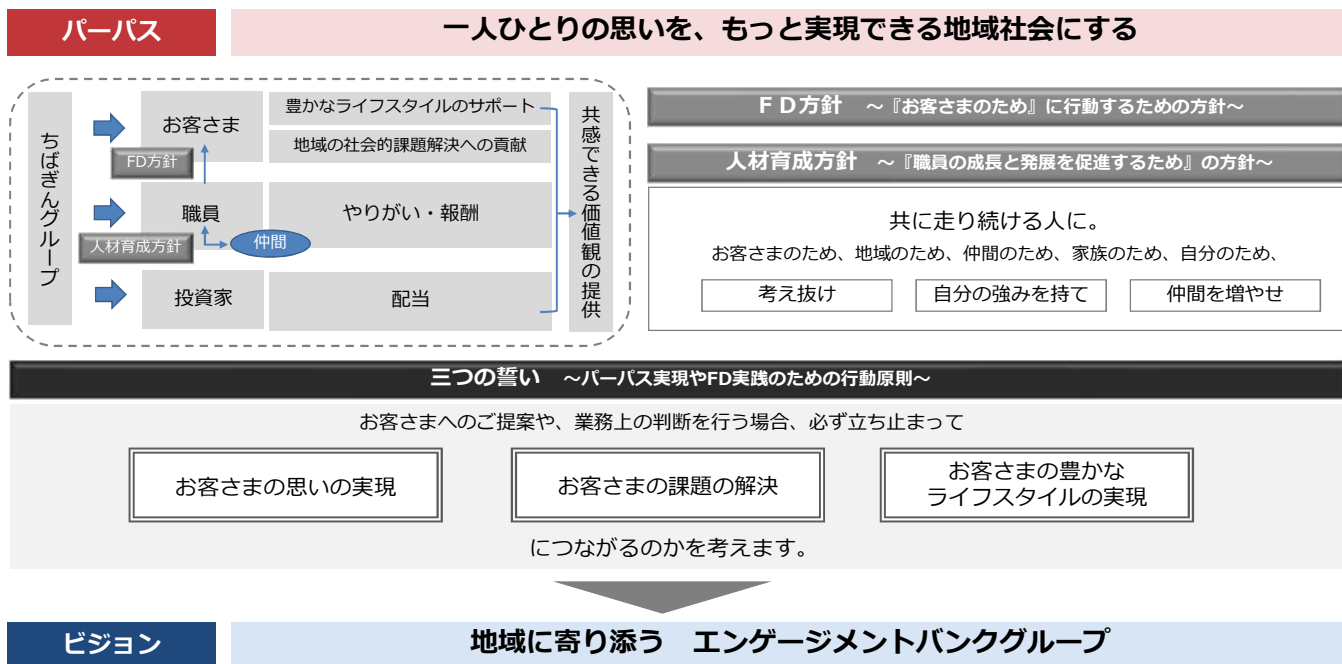 パーパス
一人ひとりの思いを、もっと実現できる地域社会にする
ちばぎんグループ
お客さま
豊かなライフスタイルのサポート
地域の社会的課題解決への貢献
FD方針
職員
やりがい・報酬
人材育成方針
仲間
投資家
配当
共感できる価値観の提供
ＦＤ方針 ～『お客さまのため』に行動するための方針～
人材育成方針 ～『職員の成長と発展を促進するため』の方針～
共に走り続ける人に。
お客さまのため、地域のため、仲間のため、家族のため、自分のため、
考え抜け
自分の強みを持て
仲間を増やせ
三つの誓い ～パーパス実現やFD実践のための行動原則～
お客さまへのご提案や、業務上の判断を行う場合、必ず立ち止まって
お客さまの思いの実現
お客さまの課題の解決
お客さまの豊かな
ライフスタイルの実現
につながるのかを考えます。
ビジョン
地域に寄り添う エンゲージメントバンクグループ